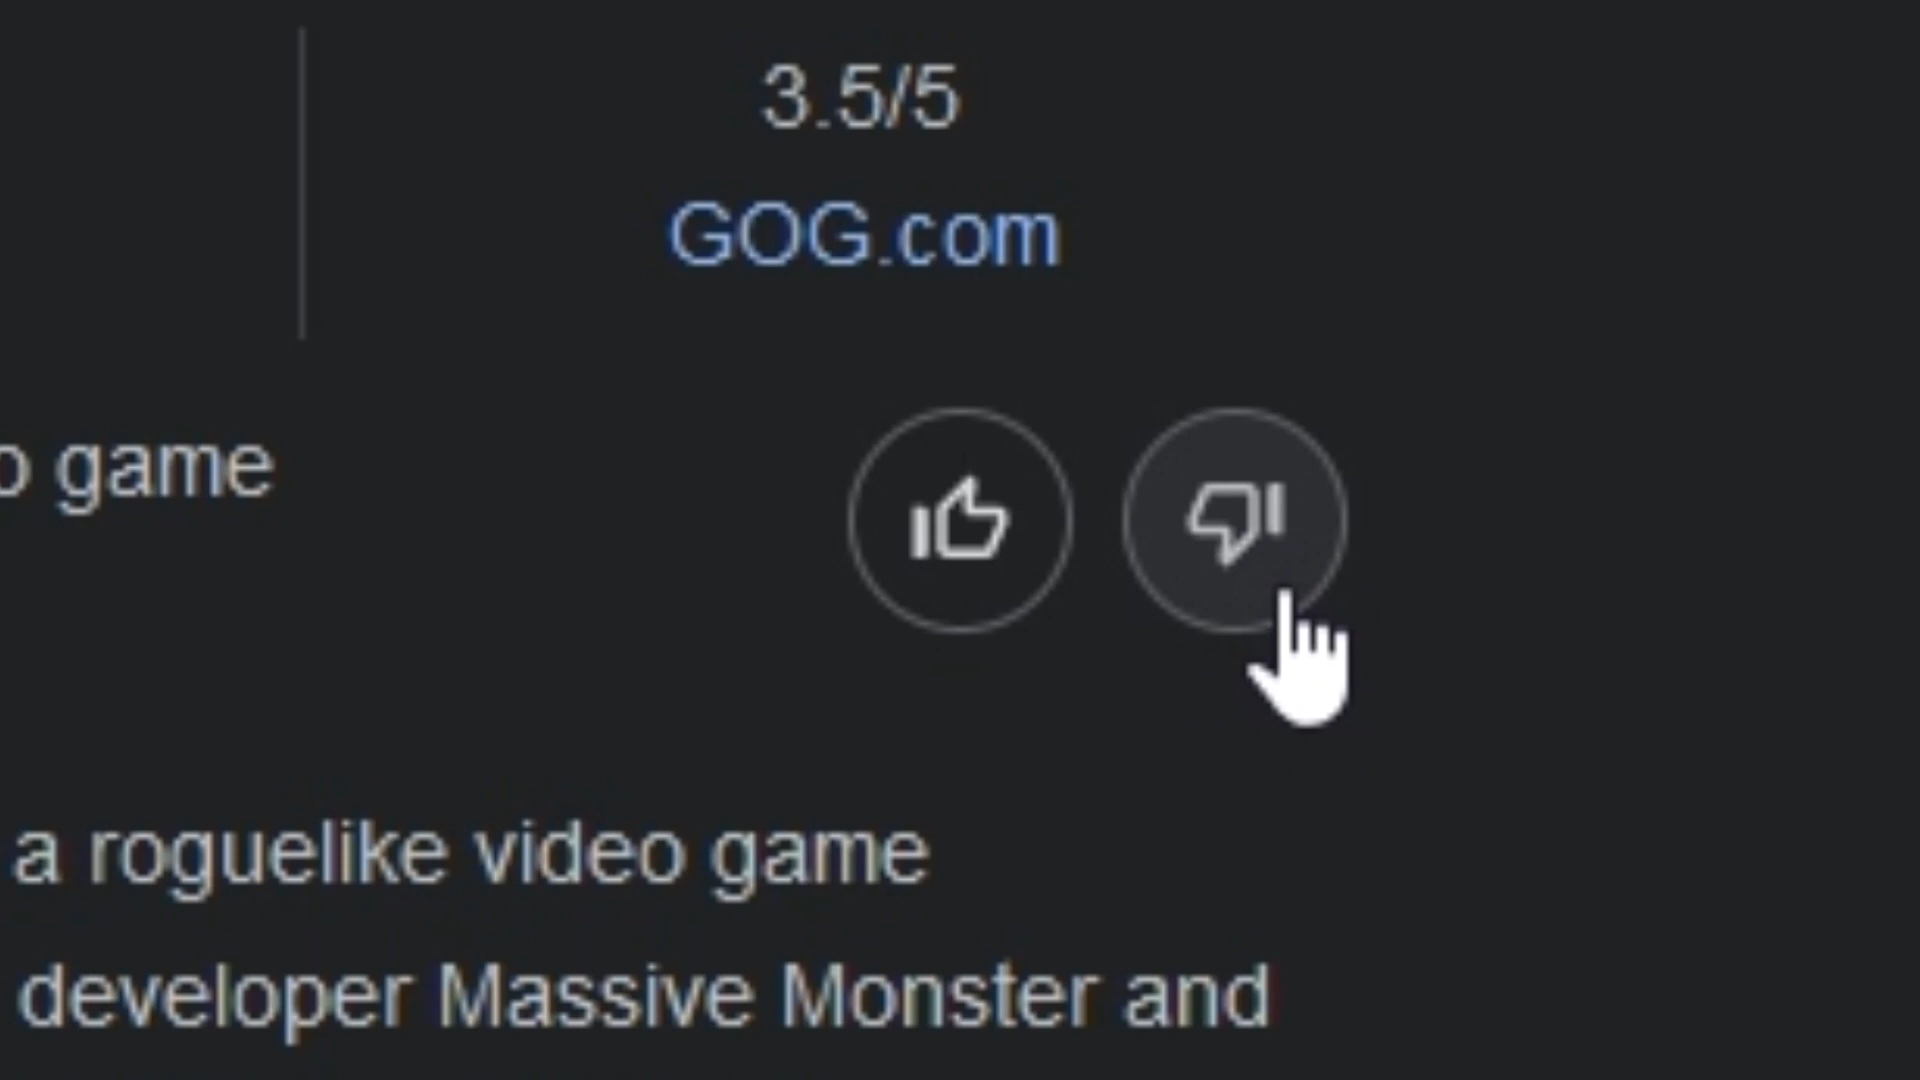 3.5/5
GOG.com
game
a roguelike video game
developer Massive Monster and